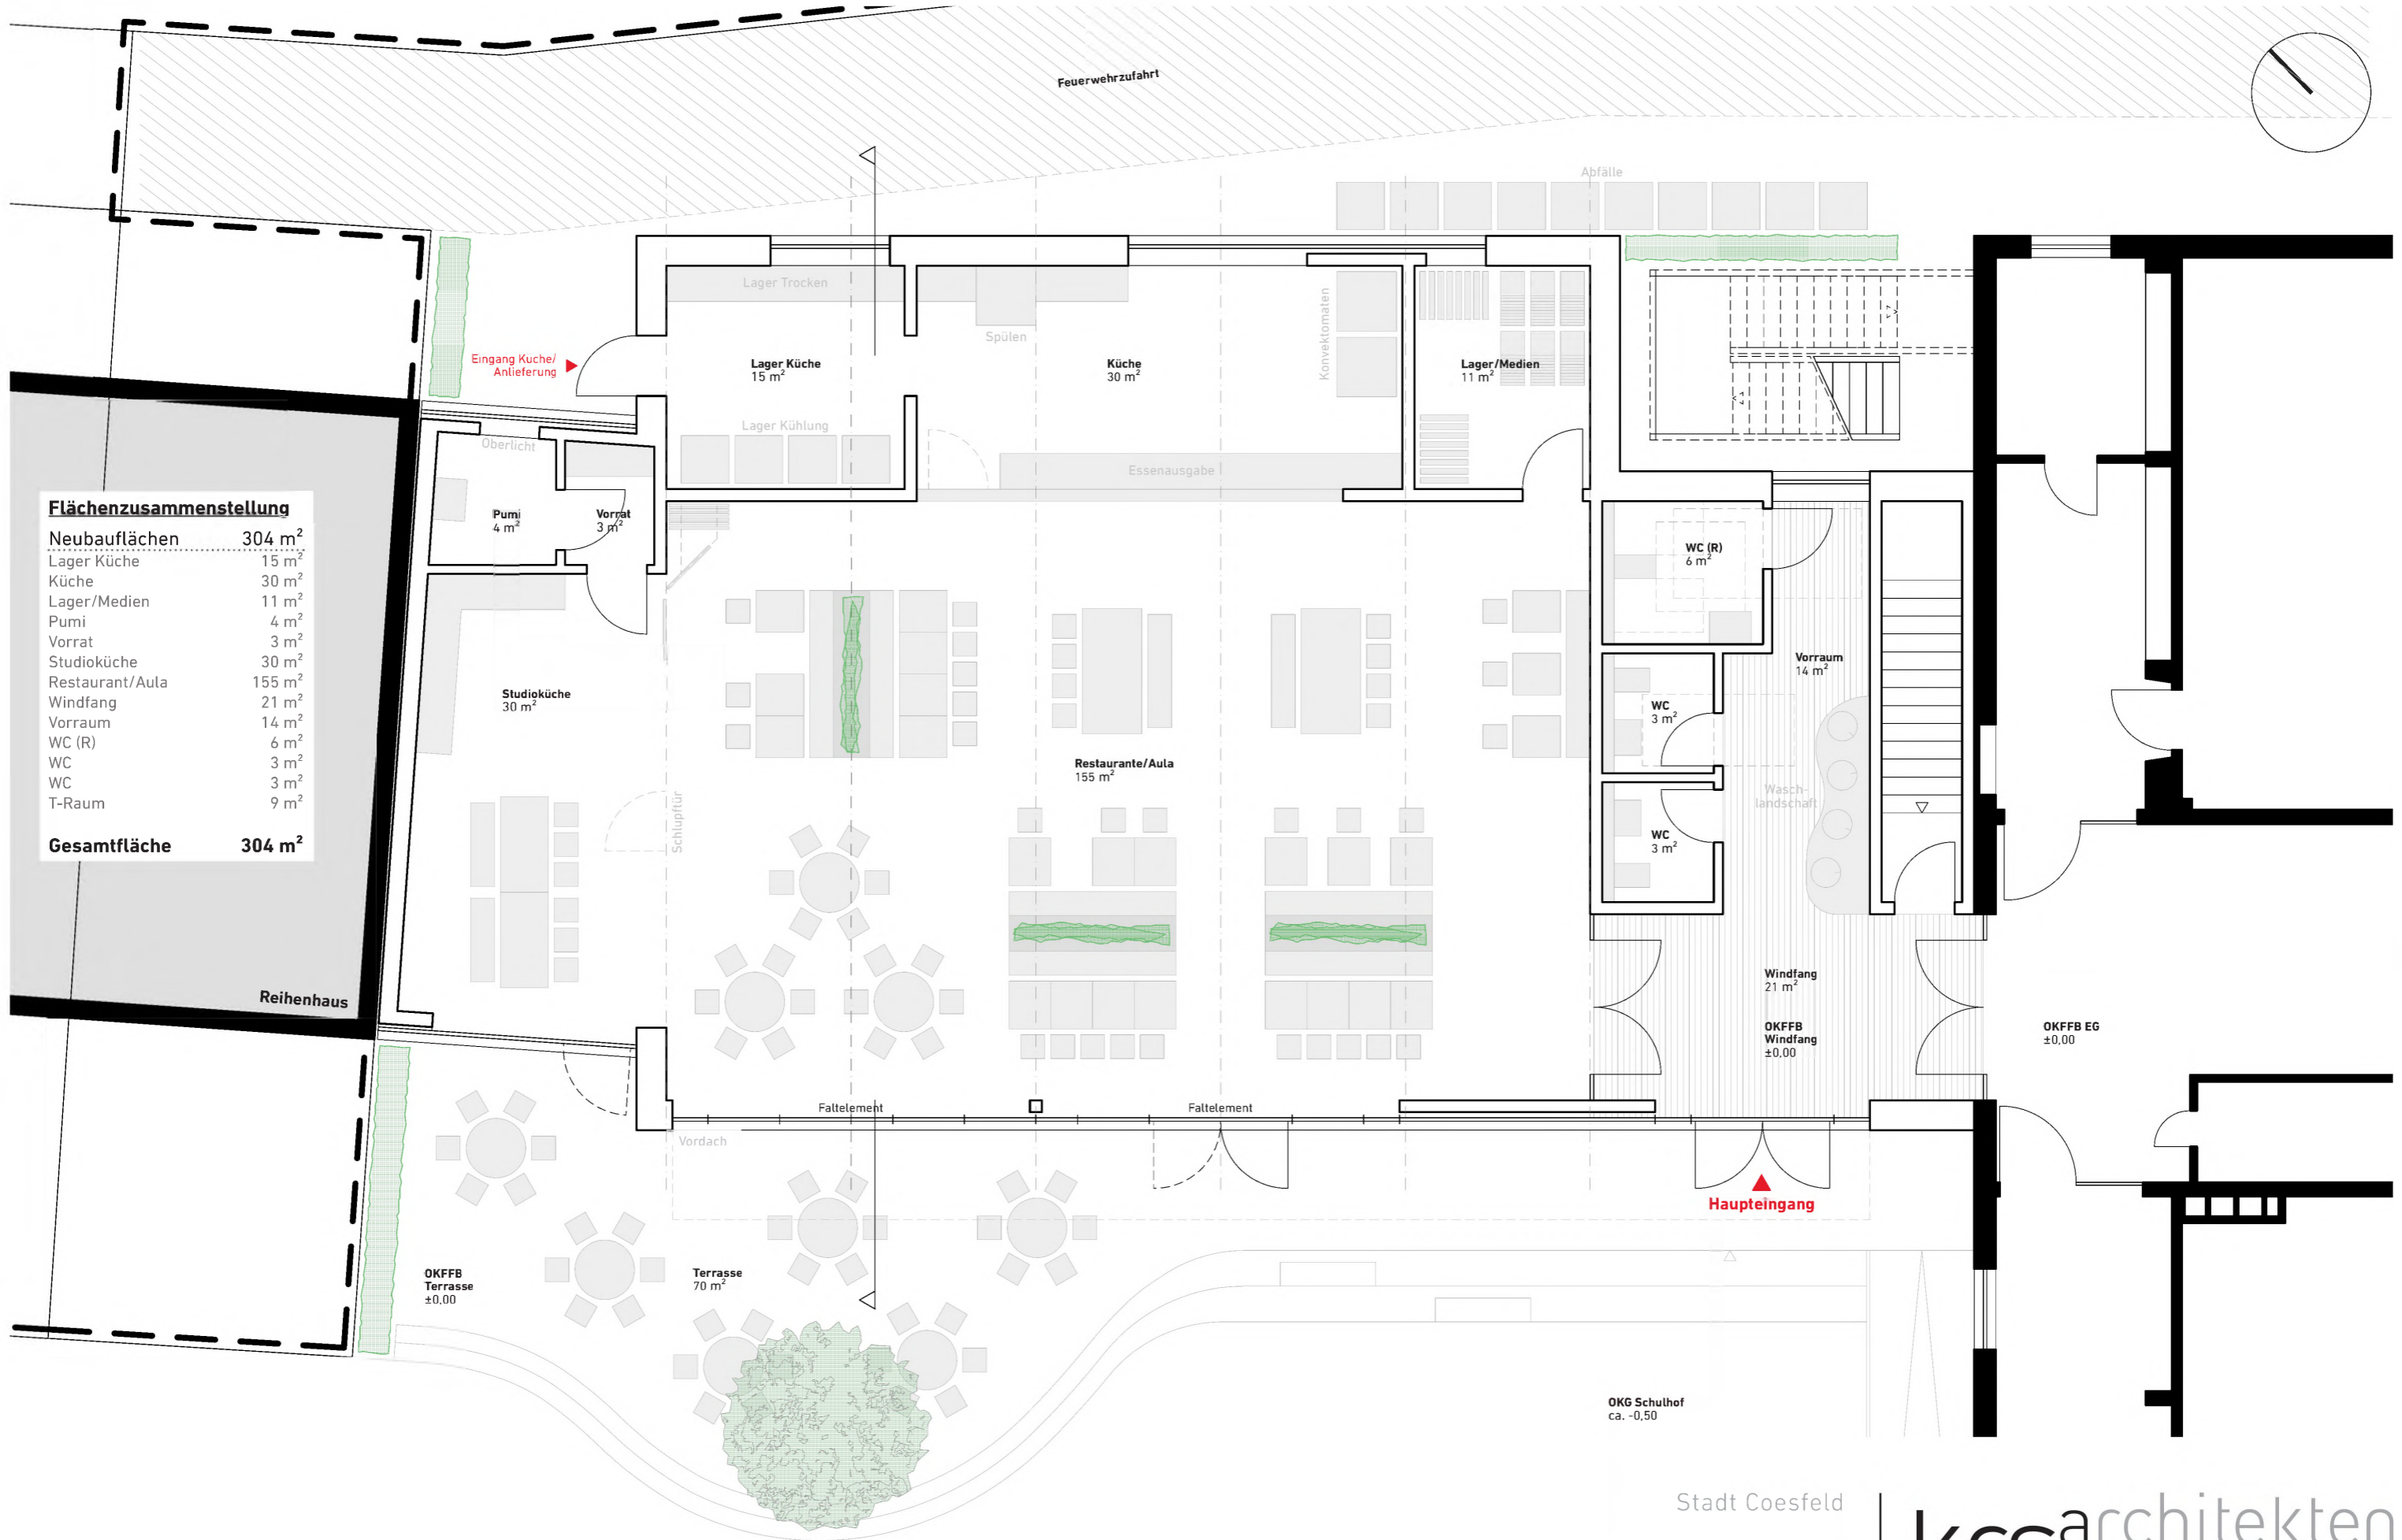 Feuerwehrzufahrt
Abfälle
Lager Trocken
Spülen
Konvektomaten
Eingang Kuche/
Anlieferung
Lager Küche
15 m²
Küche
30 m²
Lager/Medien
11 m²
Lager Kühlung
Oberlicht
Essenausgabe
Flächenzusammenstellung
Neubauflächen 304 m²
Lager Küche 15 m²
Küche 30 m²
Lager/Medien 11 m²
Pumi 4 m²
Vorrat 3 m²
Studioküche 30 m²
Restaurant/Aula 155 m²
Windfang 21 m²
Vorraum 14 m²
WC (R) 6 m²
WC 3 m²
WC 3 m²
T-Raum 9 m²
Gesamtfläche 304 m²
Reihenhaus
Pumi
4 m²
Vorrat
3 m²
WC (R)
6 m²
Vorraum
14 m²
Studioküche
30 m²
WC
3 m²
Restaurante/Aula
155 m²
Schlupftür
Wasch-
landschaft
WC
3 m²
Windfang
21 m²
OKFFB
Windfang
±0,00
OKFFB EG
±0,00
Faltelement
Faltelement
Vordach
Haupteingang
OKFFB
Terrasse
±0,00
Terrasse
70 m²
OKG Schulhof
ca. -0,50
Stadt Coesfeld
architekten